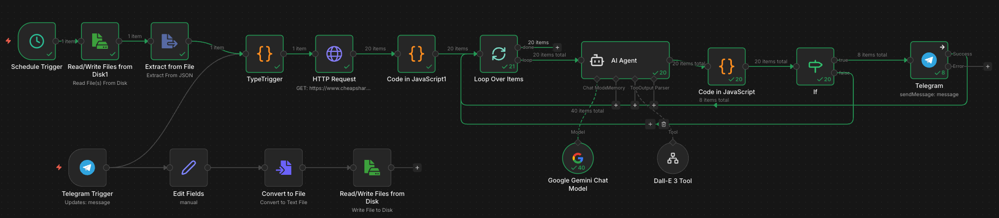 1 item
1 item
1 item
1 item
20 items
20 items
20 items
done
20 items total
loop
20 items total
20 items total
8 items total
true
false
Success
Error
21
AI Agent
20
20
20
8
Schedule Trigger
Read/Write Files from
Disk1
Read File(s) From Disk
Extract from File
Extract From JSON
TypeTrigger
HTTP Request
GET: https://www.cheapshar...
Code in JavaScript1
Loop Over Items
Chat Mode
Memory
Too
Output Parser
Code in JavaScript
8 items total
If
Telegram
sendMessage: message
40 items total
Model
Tool
40
Google Gemini Chat
Model
Dall-E 3 Tool
Telegram Trigger
Updates: message
Edit Fields
manual
Convert to File
Convert to Text File
Read/Write Files from
Disk
Write File to Disk